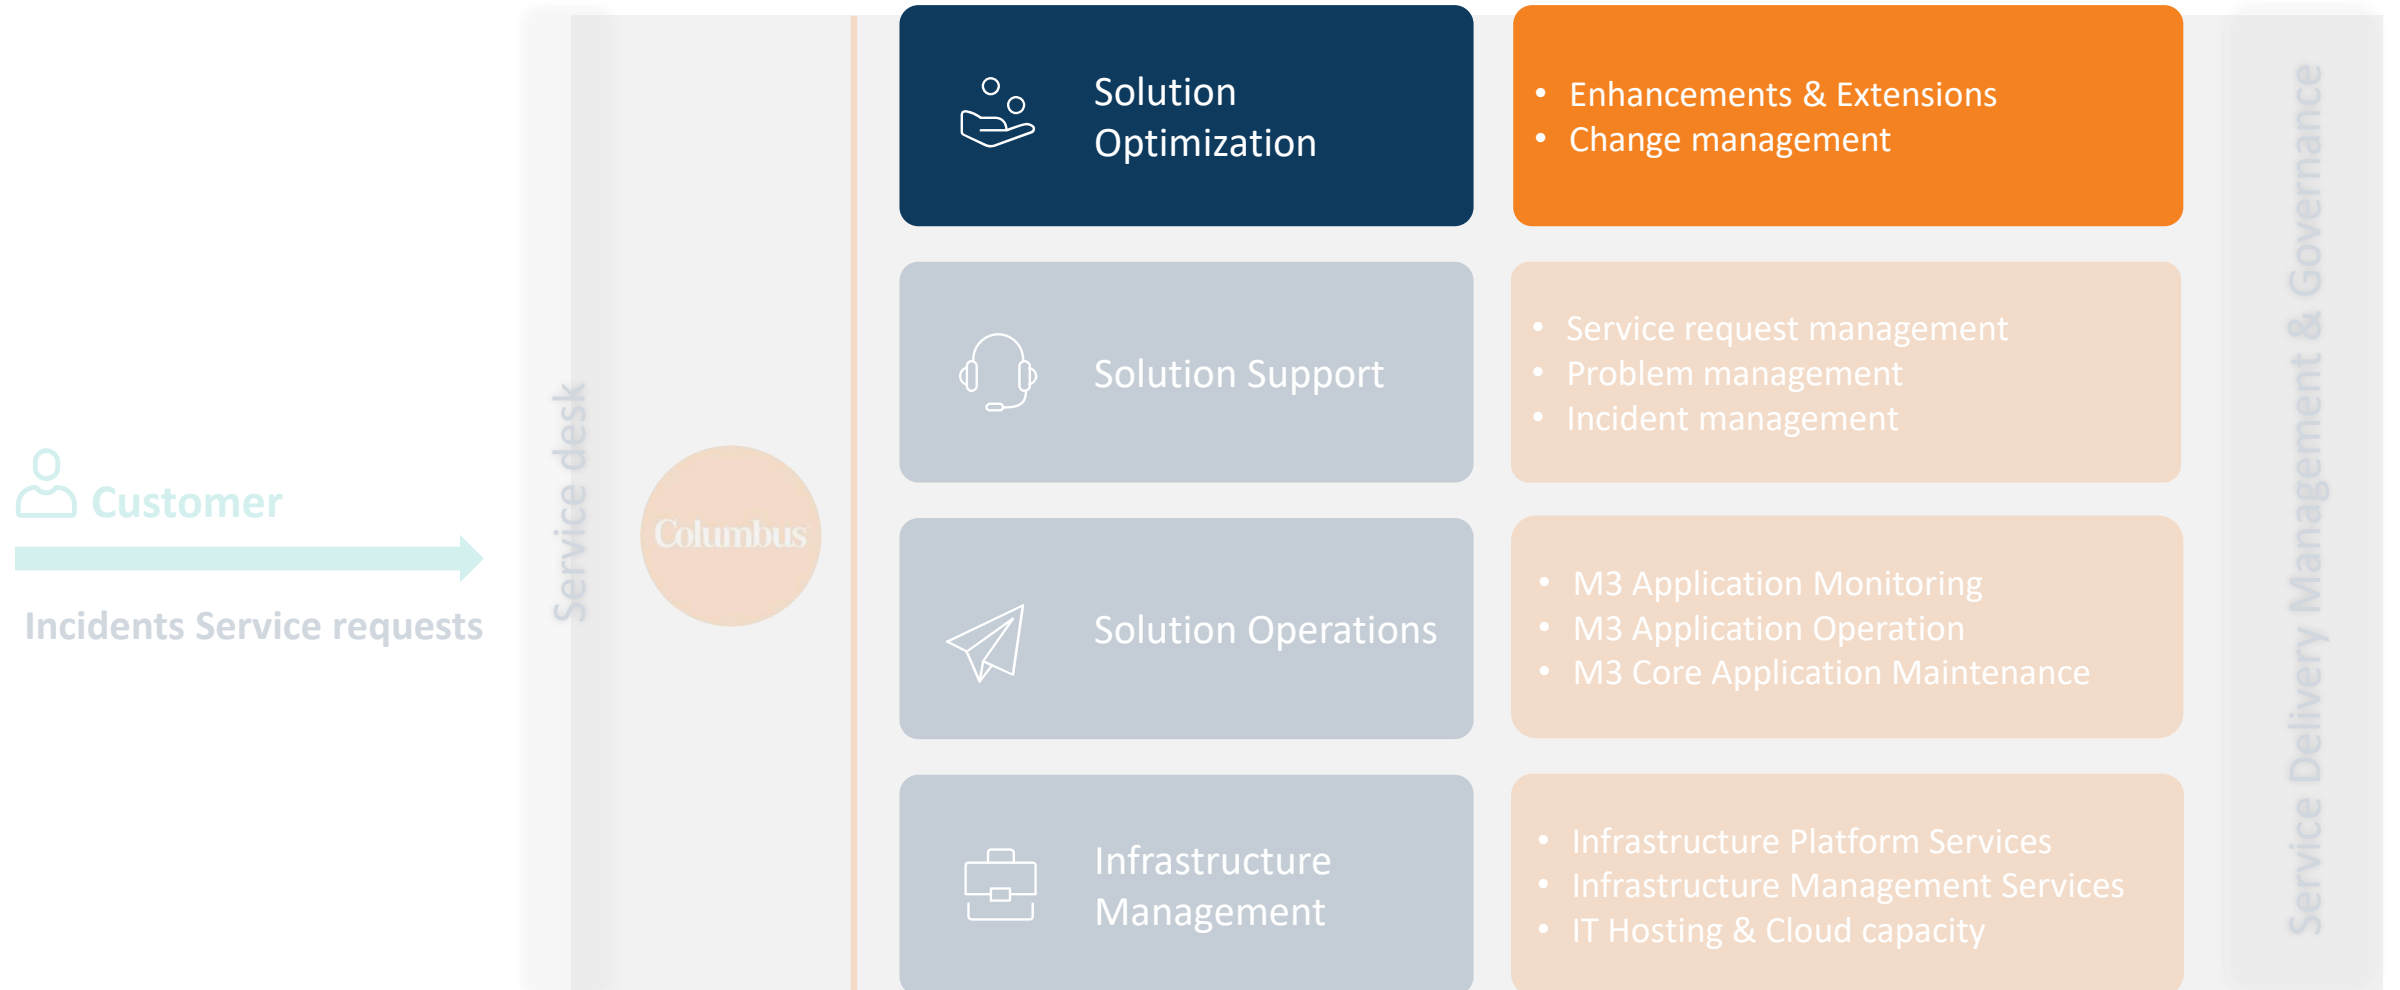 Customer
Incidents Service requests
Service desk
Columbus
Solution
Optimization
• Enhancements & Extensions
• Change management
Solution Support
• Service request management
• Problem management
• Incident management
Solution Operations
• M3 Application Monitoring
• M3 Application Operation
• M3 Core Application Maintenance
Infrastructure
Management
• Infrastructure Platform Services
• Infrastructure Management Services
• IT Hosting & Cloud capacity
Service Delivery Management & Governance